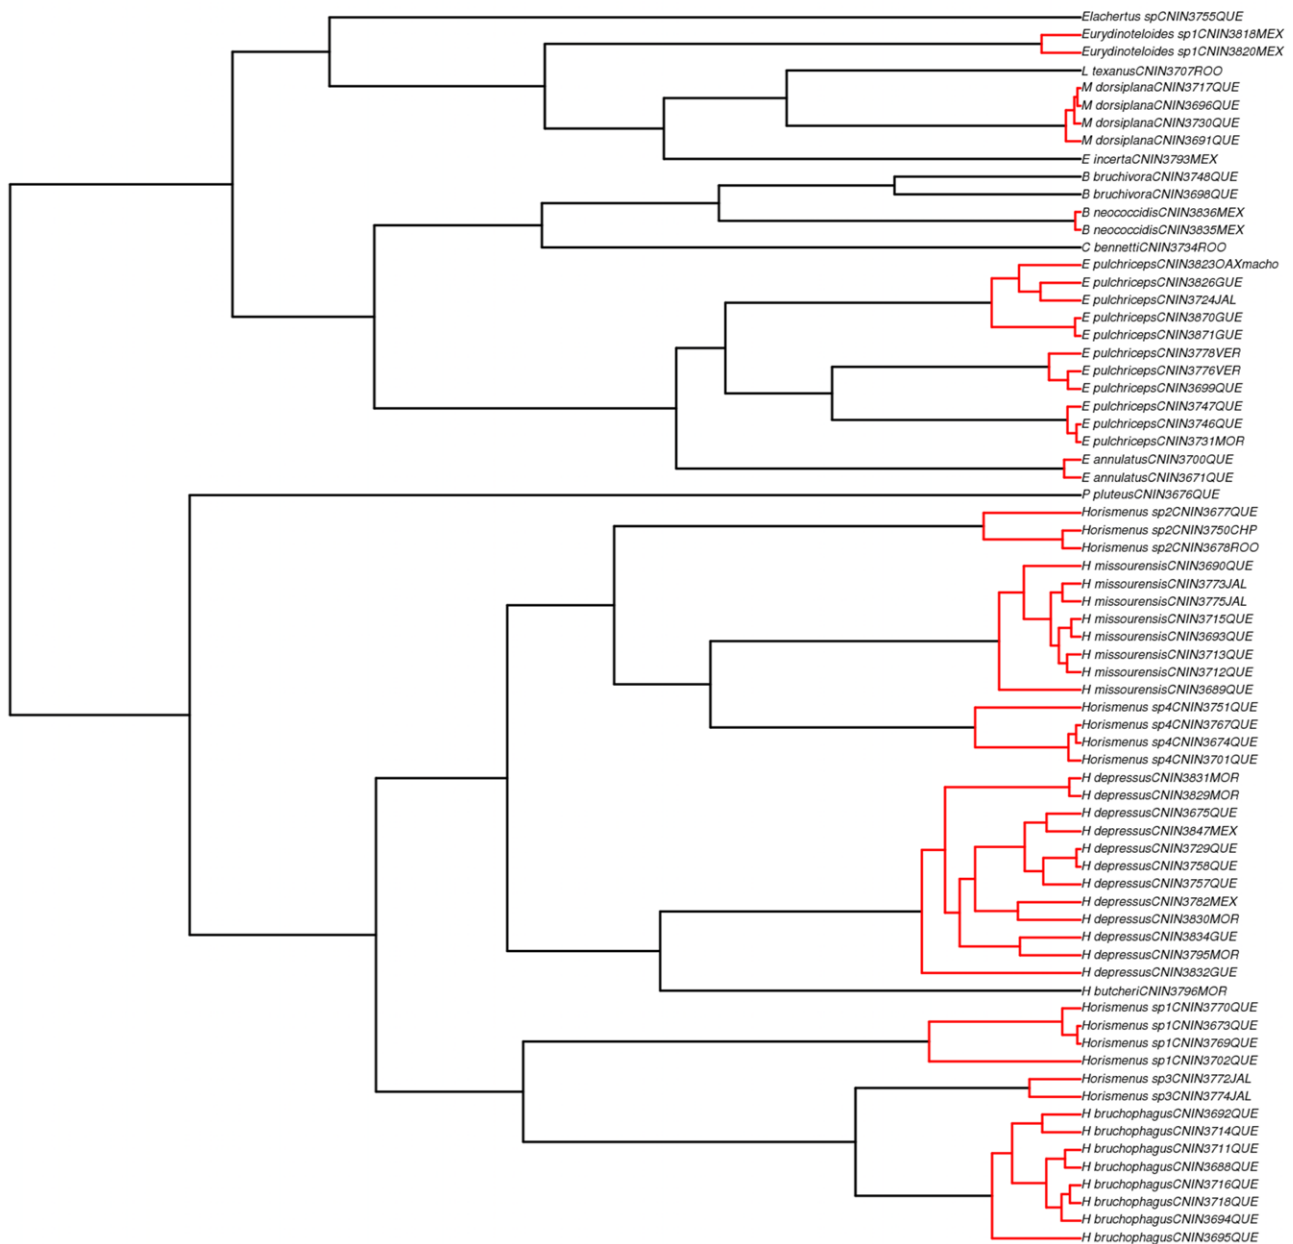 Elachertus spCNIN3755QUE
Eurydinoteloides sp1CNIN3818MEX
Eurydinoteloides sp1CNIN3820MEX
L texanusCNIN3707ROO
M dorsiplanaCNIN3717QUE
M dorsiplanaCNIN3696QUE
M dorsiplanaCNIN3730QUE
M dorsiplanaCNIN3691QUE
E incertaCNIN3793MEX
B bruchivoraCNIN3748QUE
B bruchivoraCNIN3698QUE
B neococcidisCNIN3836MEX
B neococcidisCNIN3835MEX
C bennettiCNIN3734ROO
E pulchricepsCNIN3823OAXmacho
E pulchricepsCNIN3826GUE
E pulchricepsCNIN3724JAL
E pulchricepsCNIN3870GUE
E pulchricepsCNIN3871GUE
E pulchricepsCNIN3778VER
E pulchricepsCNIN3776VER
E pulchricepsCNIN3699QUE
E pulchricepsCNIN3747QUE
E pulchricepsCNIN3746QUE
E pulchricepsCNIN3731MOR
E annulatusCNIN3700QUE
E annulatusCNIN3671QUE
P pluteusCNIN3676QUE
Horismenus sp2CNIN3677QUE
Horismenus sp2CNIN3750CHP
Horismenus sp2CNIN3678ROO
H missourensisCNIN3690QUE
H missourensisCNIN3773JAL
H missourensisCNIN3775JAL
H missourensisCNIN3715QUE
H missourensisCNIN3693QUE
H missourensisCNIN3713QUE
H missourensisCNIN3712QUE
H missourensisCNIN3689QUE
Horismenus sp4CNIN3751QUE
Horismenus sp4CNIN3767QUE
Horismenus sp4CNIN3674QUE
Horismenus sp4CNIN3701QUE
H depressusCNIN3831MOR
H depressusCNIN3829MOR
H depressusCNIN3675QUE
H depressusCNIN3847MEX
H depressusCNIN3729QUE
H depressusCNIN3758QUE
H depressusCNIN3757QUE
H depressusCNIN3782MEX
H depressusCNIN3830MOR
H depressusCNIN3834GUE
H depressusCNIN3795MOR
H depressusCNIN3832GUE
H butcheriCNIN3796MOR
Horismenus sp1CNIN3770QUE
Horismenus sp1CNIN3673QUE
Horismenus sp1CNIN3769QUE
Horismenus sp1CNIN3702QUE
Horismenus sp3CNIN3772JAL
Horismenus sp3CNIN3774JAL
H bruchophagusCNIN3692QUE
H bruchophagusCNIN3714QUE
H bruchophagusCNIN3711QUE
H bruchophagusCNIN3688QUE
H bruchophagusCNIN3716QUE
H bruchophagusCNIN3718QUE
H bruchophagusCNIN3694QUE
H bruchophagusCNIN3695QUE